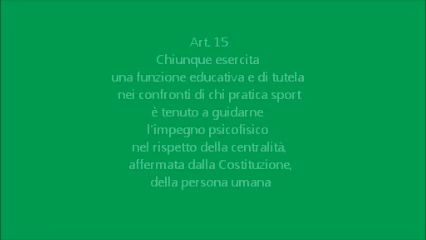 Art. 15
Chiunque esercita
una funzione educativa e di tutela
nei confronti di chi pratica sport
è tenuto a guidarne
l'impegno psicofisico
nel rispetto della centralità,
affermata dalla Costituzione,
della persona umana